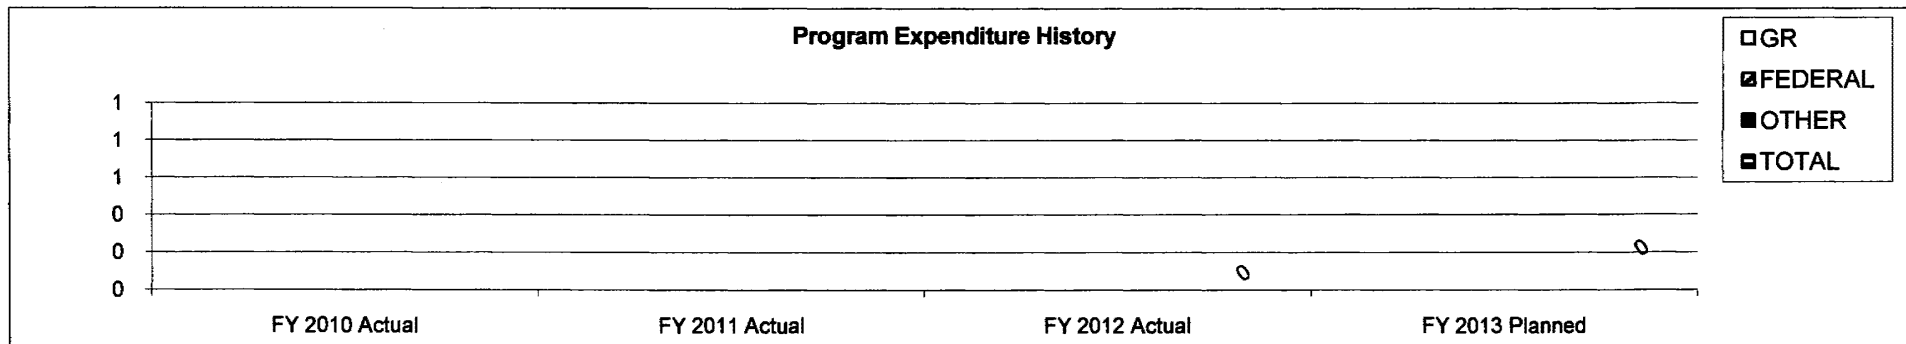 Program Expenditure History
GR
FEDERAL
OTHER
TOTAL
1
1
1
0
0
0
0
0
FY 2010 Actual
FY 2011 Actual
FY 2012 Actual
FY 2013 Planned